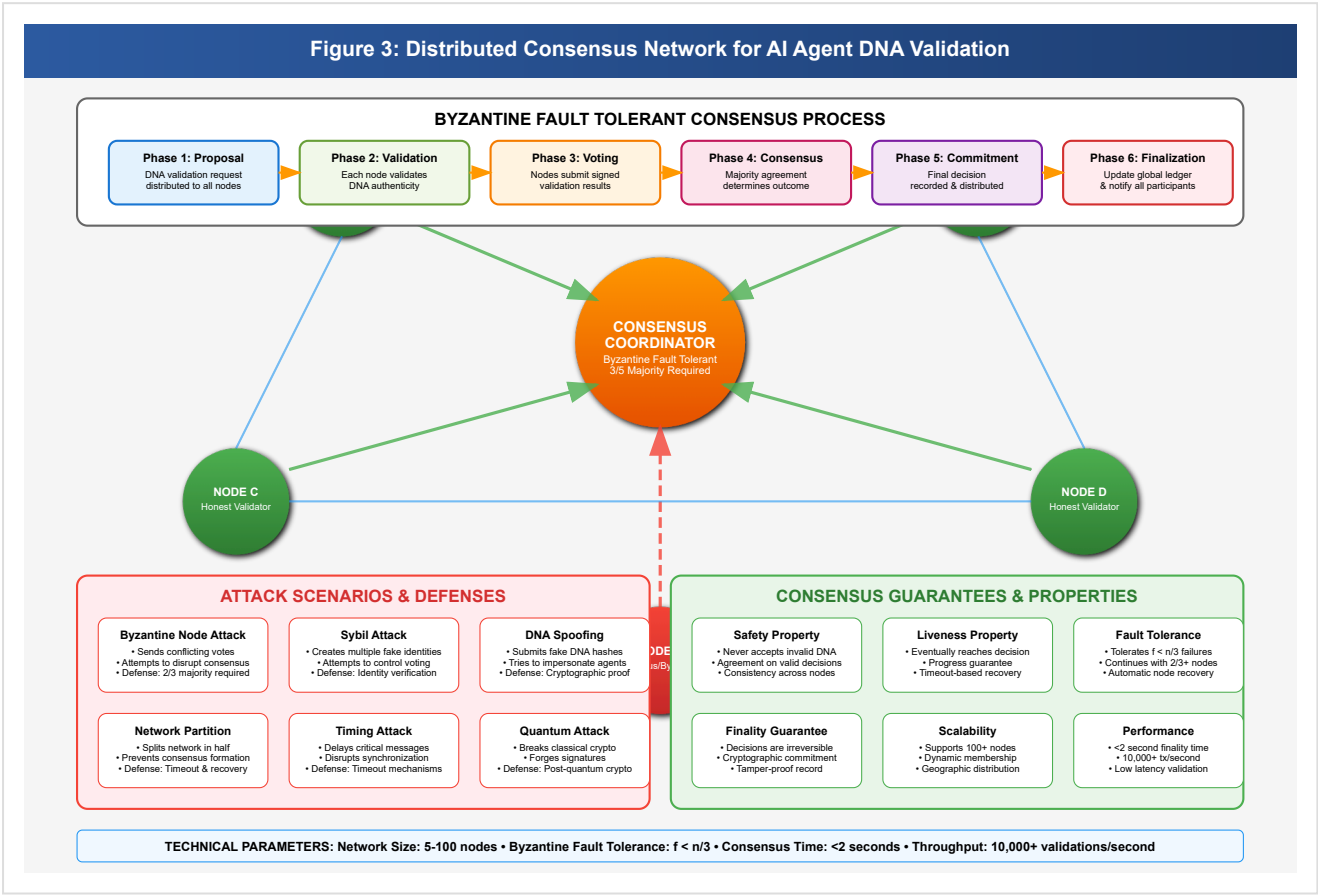 Figure 3: Distributed Consensus Network for AI Agent DNA Validation
BYZANTINE FAULT TOLERANT CONSENSUS PROCESS
Phase 1: Proposal
DNA validation request
distributed to all nodes
Phase 2: Validation
Each node validates
DNA authenticity
Phase 3: Voting
Nodes submit signed
validation results
Phase 4: Consensus
Majority agreement
determines outcome
Phase 5: Commitment
Final decision
recorded & distributed
Phase 6: Finalization
Update global ledger
& notify all participants
CONSENSUS
COORDINATOR
Byzantine Fault Tolerant
3/5 Majority Required
NODE C
Honest Validator
NODE D
Honest Validator
ATTACK SCENARIOS & DEFENSES
Byzantine Node Attack
• Sends conflicting votes
• Attempts to disrupt consensus
• Defense: 2/3 majority required
Sybil Attack
• Creates multiple fake identities
• Attempts to control voting
• Defense: Identity verification
DNA Spoofing
• Submits fake DNA hashes
• Tries to impersonate agents
• Defense: Cryptographic proof
Network Partition
• Splits network in half
• Prevents consensus formation
• Defense: Timeout & recovery
Timing Attack
• Delays critical messages
• Disrupts synchronization
• Defense: Timeout mechanisms
Quantum Attack
• Breaks classical crypto
• Forges signatures
• Defense: Post-quantum crypto
CONSENSUS GUARANTEES & PROPERTIES
Safety Property
• Never accepts invalid DNA
• Agreement on valid decisions
• Consistency across nodes
Liveness Property
• Eventually reaches decision
• Progress guarantee
• Timeout-based recovery
Fault Tolerance
• Tolerates f < n/3 failures
• Continues with 2/3+ nodes
• Automatic node recovery
Finality Guarantee
• Decisions are irreversible
• Cryptographic commitment
• Tamper-proof record
Scalability
• Supports 100+ nodes
• Dynamic membership
• Geographic distribution
Performance
• <2 second finality time
• 10,000+ tx/second
• Low latency validation
TECHNICAL PARAMETERS: Network Size: 5-100 nodes • Byzantine Fault Tolerance: f < n/3 • Consensus Time: <2 seconds • Throughput: 10,000+ validations/second